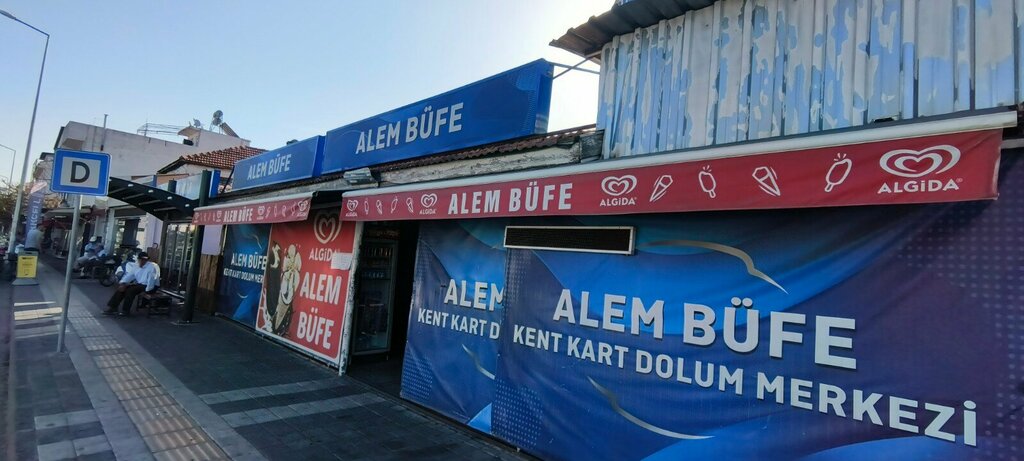 ALEM BÜFE
ALEM BÜFE
D
ALEM BÜFE
ALGiDA
ALEM BÜFE
ALGiDA
ALGiDA
ALEM BÜFE
KENT KART DOLUM MERKE
ALGiDA
ALEM
BÜFE
ALEM
KENT KART D
ALEM BÜFE
KENT KART DOLUM MERKEZİ